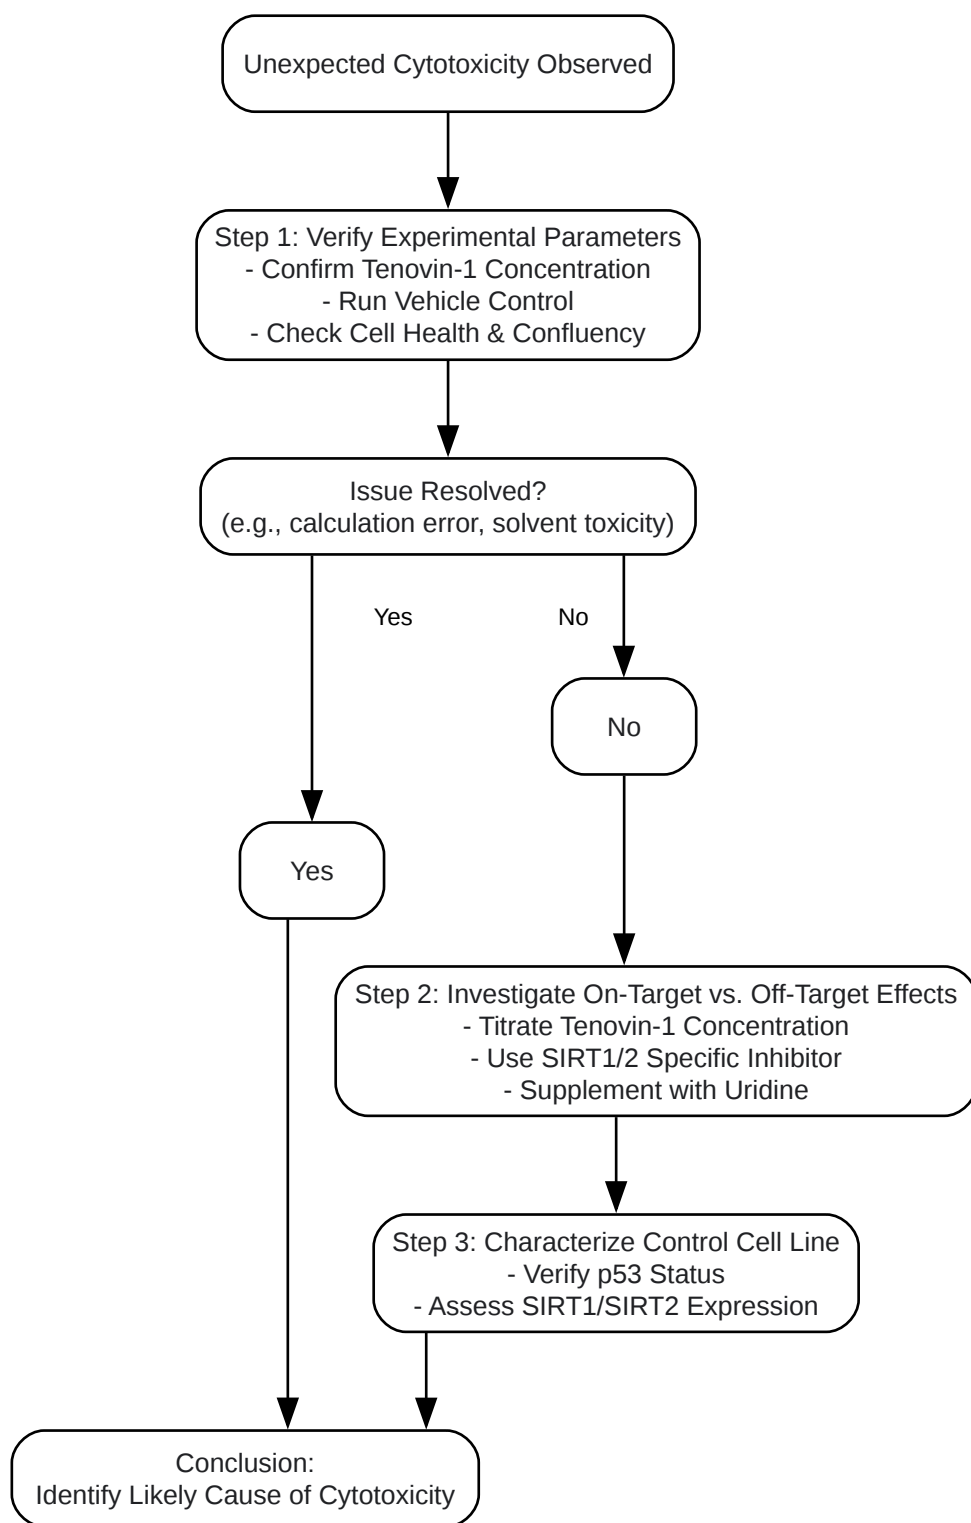 Unexpected Cytotoxicity Observed
Step 1: Verify Experimental Parameters
- Confirm Tenovin-1 Concentration
- Run Vehicle Control
- Check Cell Health & Confluency
Issue Resolved?
(e.g., calculation error, solvent toxicity)
Yes
No
No
Yes
Step 2: Investigate On-Target vs. Off-Target Effects
- Titrate Tenovin-1 Concentration
- Use SIRT1/2 Specific Inhibitor
- Supplement with Uridine
Step 3: Characterize Control Cell Line
- Verify p53 Status
- Assess SIRT1/SIRT2 Expression
Conclusion:
Identify Likely Cause of Cytotoxicity